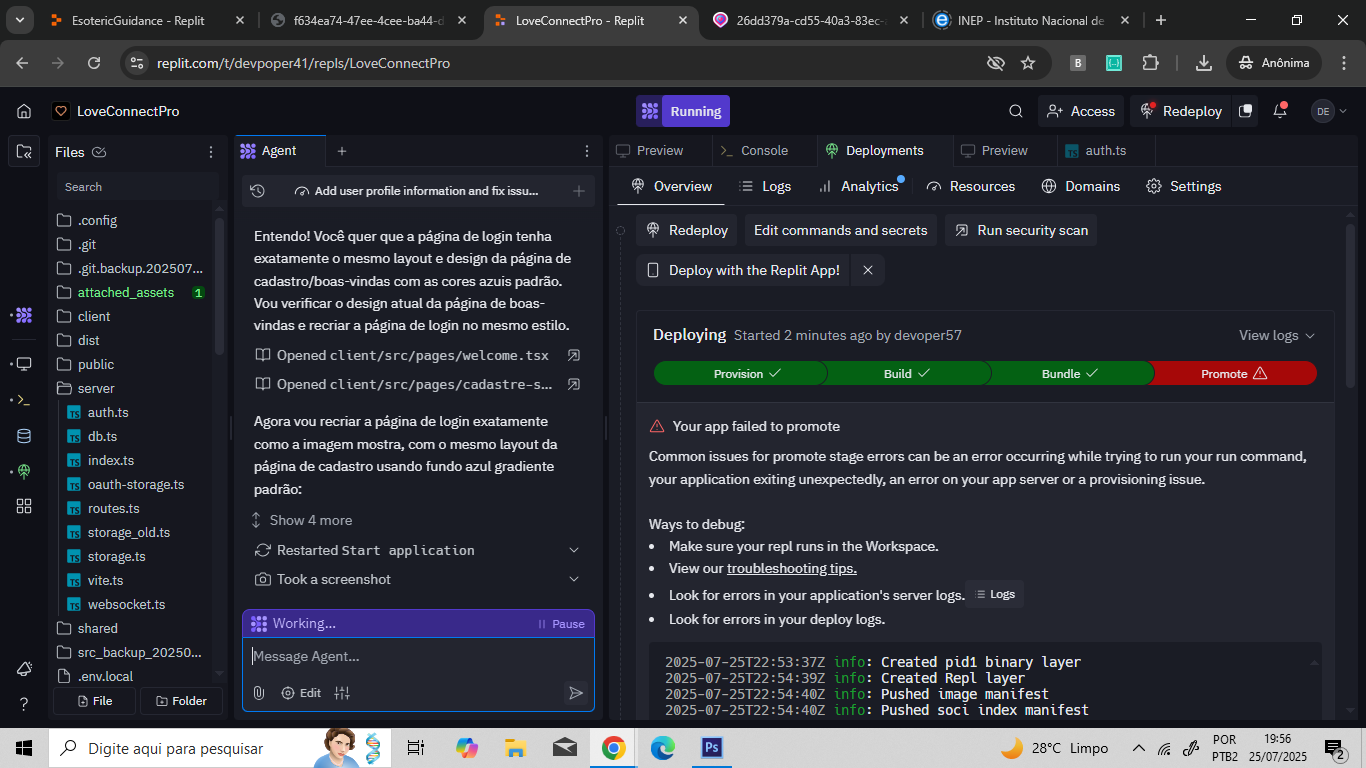 EsotericGuidance - Replit
f634ea74-47ee-4cee-ba44-d
LoveConnectPro - Replit
26dd379a-cd55-40a3-83ec-
INEP - Instituto Nacional de
replit.com/t/devpoper41/repls/LoveConnectPro
B
Anônima
LoveConnectPro
Running
Access
Redeploy
DE
Files
Search
.config
.git
.git.backup.202507...
attached_assets
1
client
dist
public
server
TS auth.ts
TS db.ts
TS index.ts
TS oauth-storage.ts
TS routes.ts
TS storage_old.ts
TS storage.ts
TS vite.ts
TS websocket.ts
shared
src_backup_20250...
.env.local
File
Folder
Agent
Add user profile information and fix issu...
Entendo! Você quer que a página de login tenha
exatamente o mesmo layout e design da página de
cadastro/boas-vindas com as cores azuis padrão.
Vou verificar o design atual da página de boas-
vindas e recriar a página de login no mesmo estilo.
Opened client/src/pages/welcome.tsx
Opened client/src/pages/cadastre-s...
Agora vou recriar a página de login exatamente
como a imagem mostra, com o mesmo layout da
página de cadastro usando fundo azul gradiente
padrão:
Show 4 more
Restarted Start application
Took a screenshot
Working...
Pause
Message Agent...
Edit
Preview
Console
Deployments
Preview
TS auth.ts
Overview
Logs
Analytics
Resources
Domains
Settings
Redeploy
Edit commands and secrets
Run security scan
Deploy with the Replit App!
Deploying
Started 2 minutes ago by devoper57
View logs
Provision
Build
Bundle
Promote
Your app failed to promote
Common issues for promote stage errors can be an error occurring while trying to run your run command,
your application exiting unexpectedly, an error on your app server or a provisioning issue.
Ways to debug:
• Make sure your repl runs in the Workspace.
• View our troubleshooting tips.
• Look for errors in your application's server logs. Logs
• Look for errors in your deploy logs.
2025-07-25T22:53:37Z info: Created pid1 binary layer
2025-07-25T22:54:39Z info: Created Repl layer
2025-07-25T22:54:40Z info: Pushed image manifest
2025-07-25T22:54:40Z info: Pushed soci index manifest
Digite aqui para pesquisar
Ps
28°C Limpo
POR
PTB2
19:56
25/07/2025
2